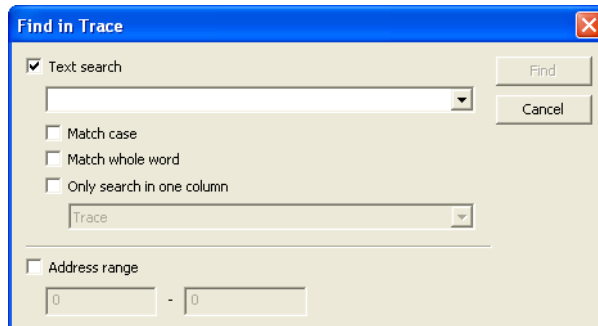 Find in Trace
Text search
Find
Cancel
Match case
Match whole word
Only search in one column
Trace
Address range
0 - 0